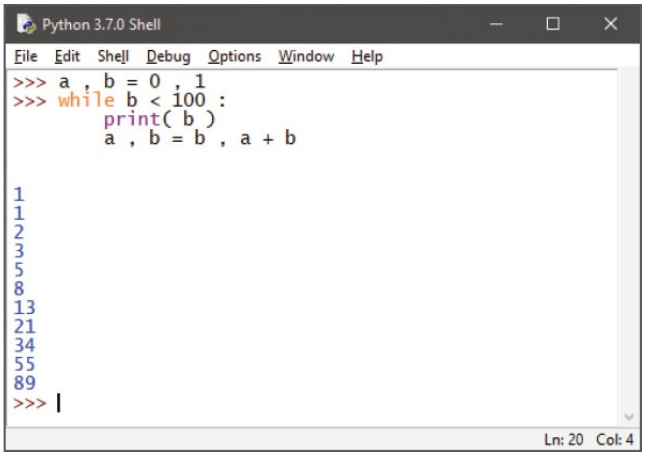 Python 3.7.0 Shell
File Edit Shell Debug Options Window Help
>>> a , b = 0 , 1
>>> while b < 100 :
        print( b )
        a , b = b , a + b
1
1
2
3
5
8
13
21
34
55
89
>>>
Ln: 20 Col: 4